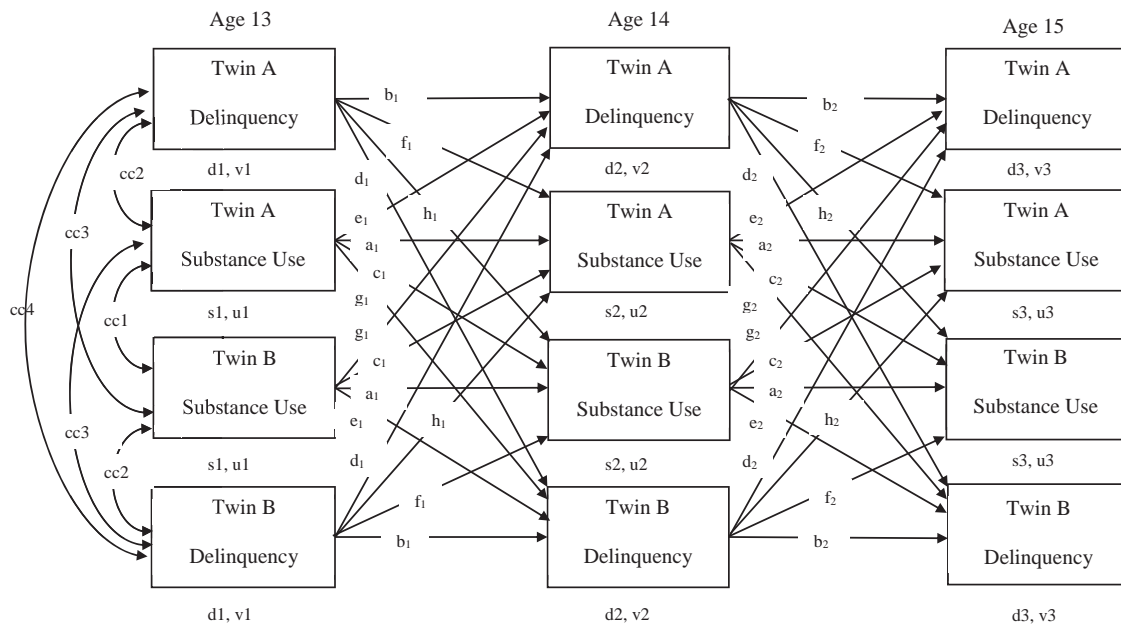 Age 13
Age 14
Age 15
Twin A
Delinquency
d1, v1
Twin A
Substance Use
s1, u1
Twin B
Substance Use
s1, u1
Twin B
Delinquency
d1, v1
cc2
cc3
cc4
cc1
cc3
cc2
b₁
f₁
d₁
e₁
h₁
a₁
c₁
g₁
g₁
c₁
a₁
e₁
h₁
d₁
f₁
b₁
Twin A
Delinquency
d2, v2
Twin A
Substance Use
s2, u2
Twin B
Substance Use
s2, u2
Twin B
Delinquency
d2, v2
b₂
f₂
d₂
e₂
h₂
a₂
c₂
g₂
g₂
c₂
a₂
e₂
h₂
d₂
f₂
b₂
Twin A
Delinquency
d3, v3
Twin A
Substance Use
s3, u3
Twin B
Substance Use
s3, u3
Twin B
Delinquency
d3, v3